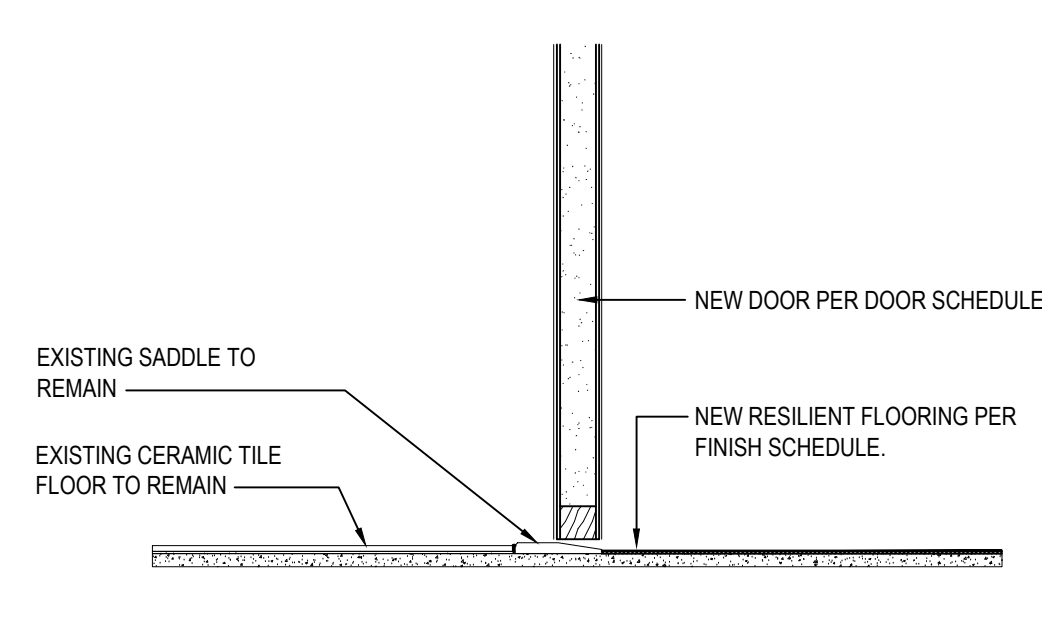 NEW DOOR PER DOOR SCHEDULE
EXISTING SADDLE TO
REMAIN
NEW RESILIENT FLOORING PER
FINISH SCHEDULE.
EXISTING CERAMIC TILE
FLOOR TO REMAIN